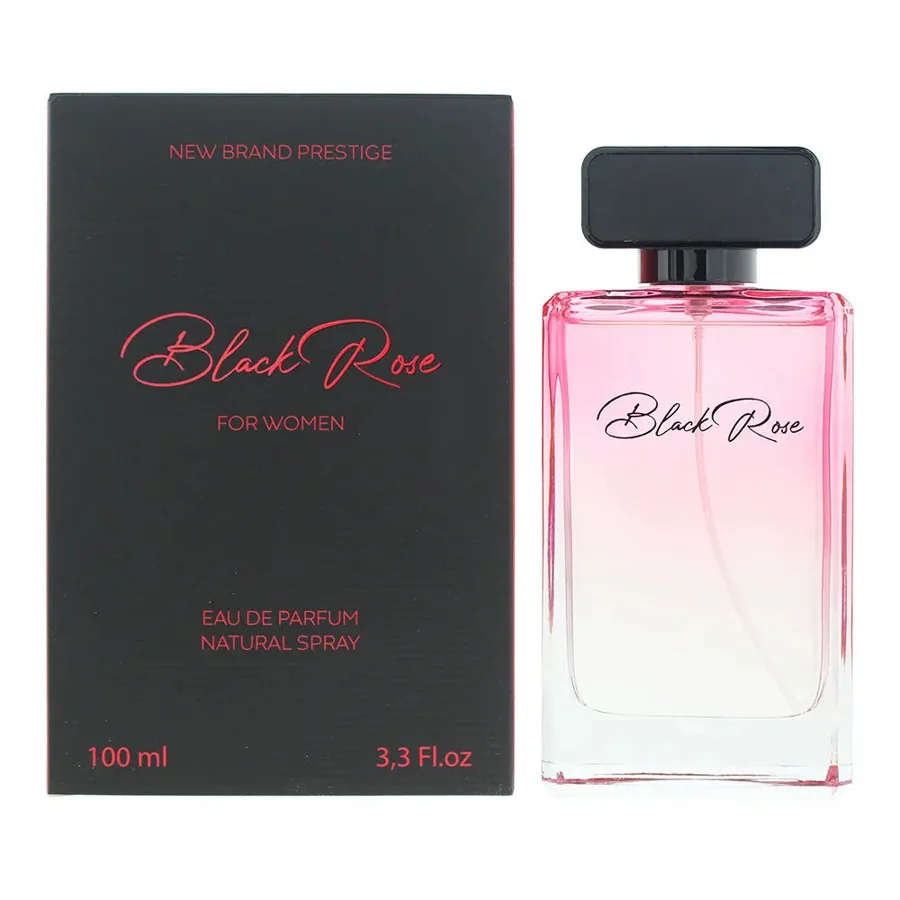 NEW BRAND PRESTIGE
Black Rose
FOR WOMEN
EAU DE PARFUM
NATURAL SPRAY
100 ml 3,3 Fl.oz
Black Rose